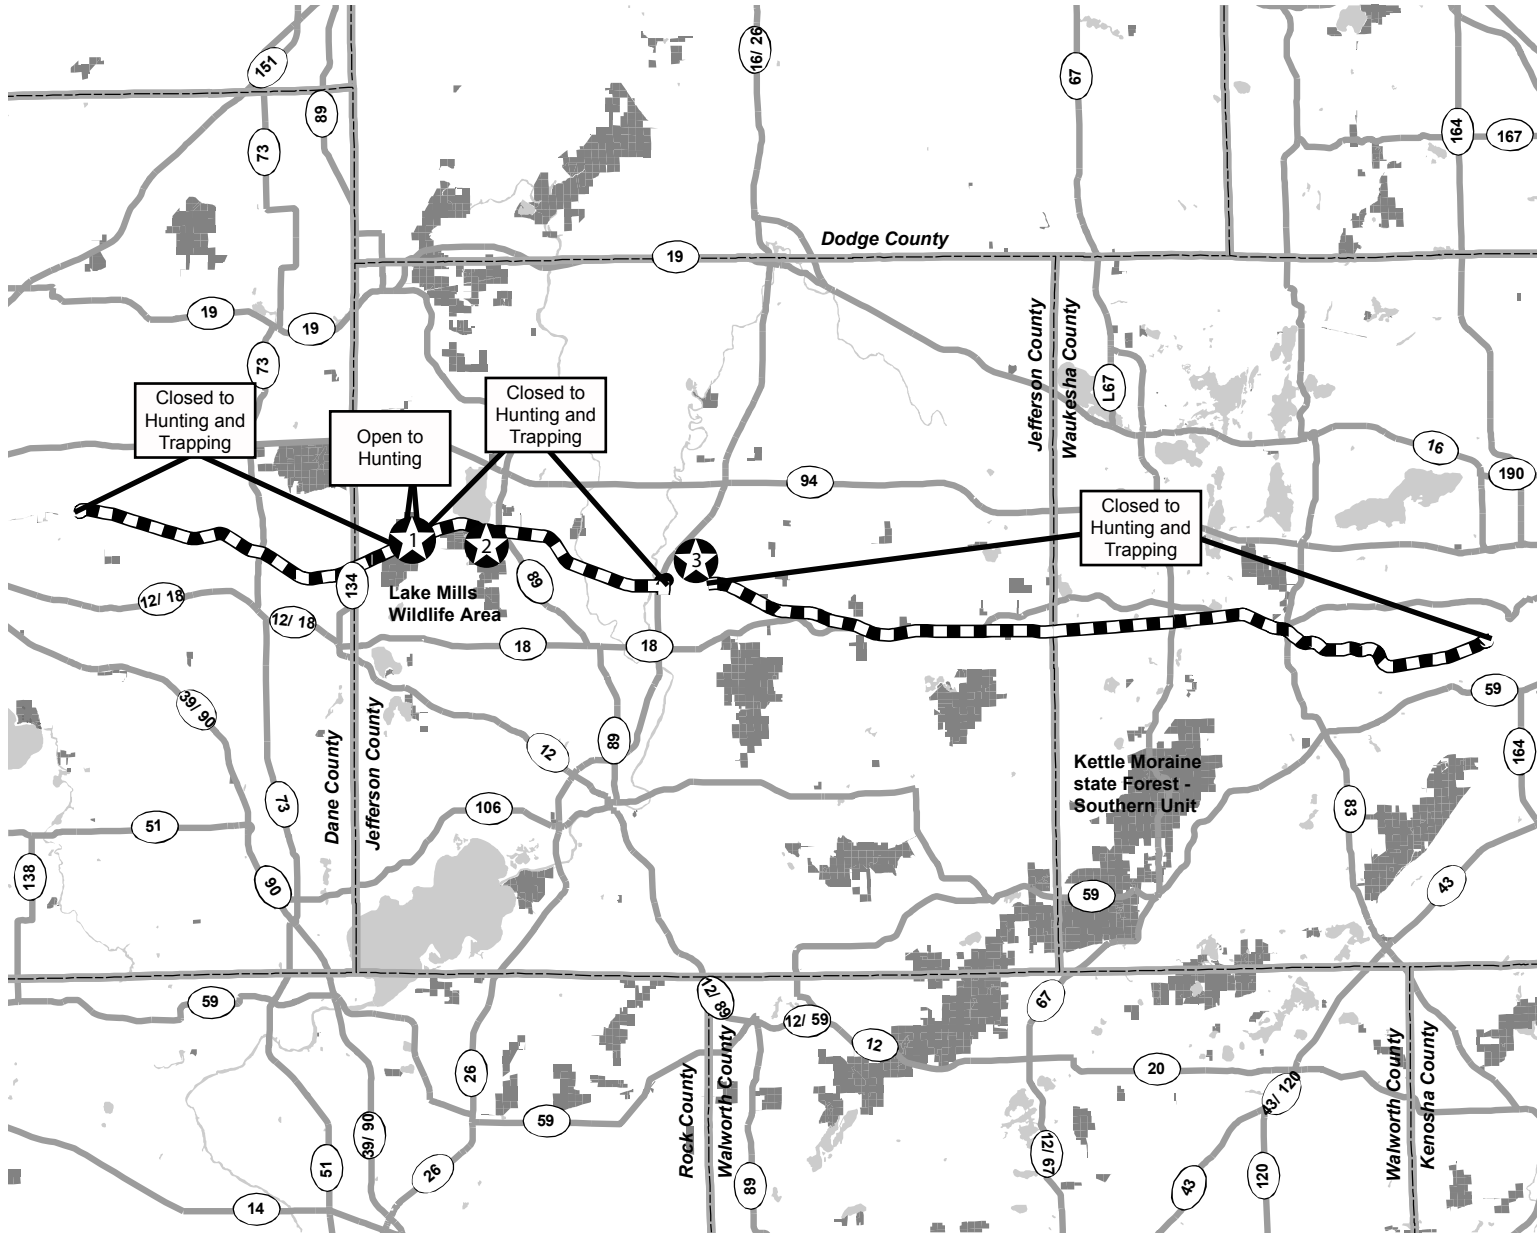 151
89
16/ 26
67
73
164
167
Dodge County
19
19
19
Jefferson County
Waukesha County
73
L67
Closed to
Hunting and
Trapping
Open to
Hunting
Closed to
Hunting and
Trapping
16
190
94
Closed to
Hunting and
Trapping
1
2
3
134
89
Lake Mills
Wildlife Area
12/ 18
12/ 18
18
18
59
39/ 90
Dane County
Jefferson County
12
89
164
Kettle Moraine
state Forest -
Southern Unit
73
106
83
51
138
90
59
43
59
12/ 89
12/ 59
67
12
26
20
43/ 120
Rock County
Walworth County
Walworth County
Kenosha County
59
39/ 90
51
26
12/ 67
89
43
120
14